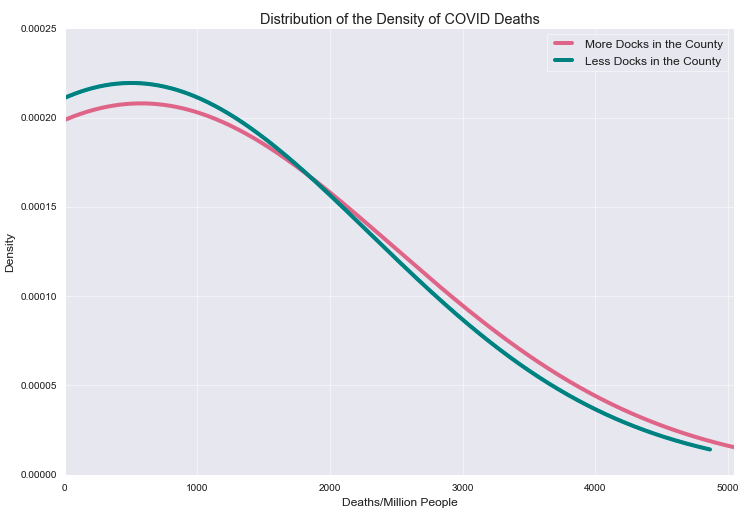 Distribution of the Density of COVID Deaths
More Docks in the County
Less Docks in the County
0.00025
0.00020
0.00015
0.00010
0.00005
0.00000
Density
0 1000 2000 3000 4000 5000
Deaths/Million People